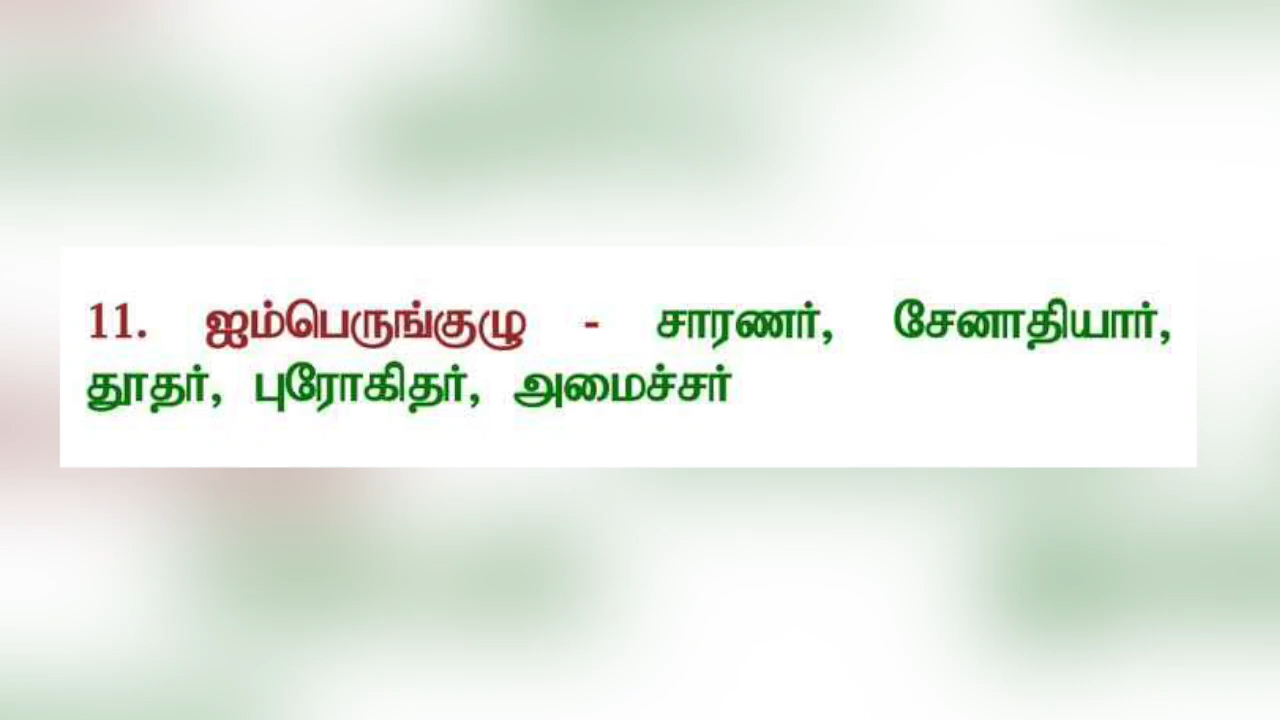 11. ஐம்பெருங்குழு - சாரணர், சேனாதியார்,
தூதர், புரோகிதர், அமைச்சர்